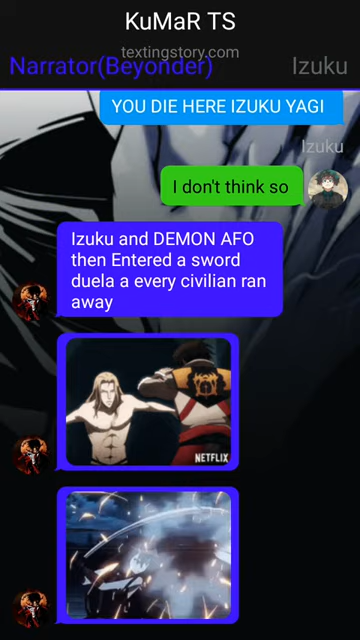 KuMaR TS
textingstory.com
Narrator(Beyonder)
Izuku
YOU DIE HERE IZUKU YAGI
Izuku
I don't think so
Izuku and DEMON AFO
then Entered a sword
duela a every civilian ran
away
NETFLIX